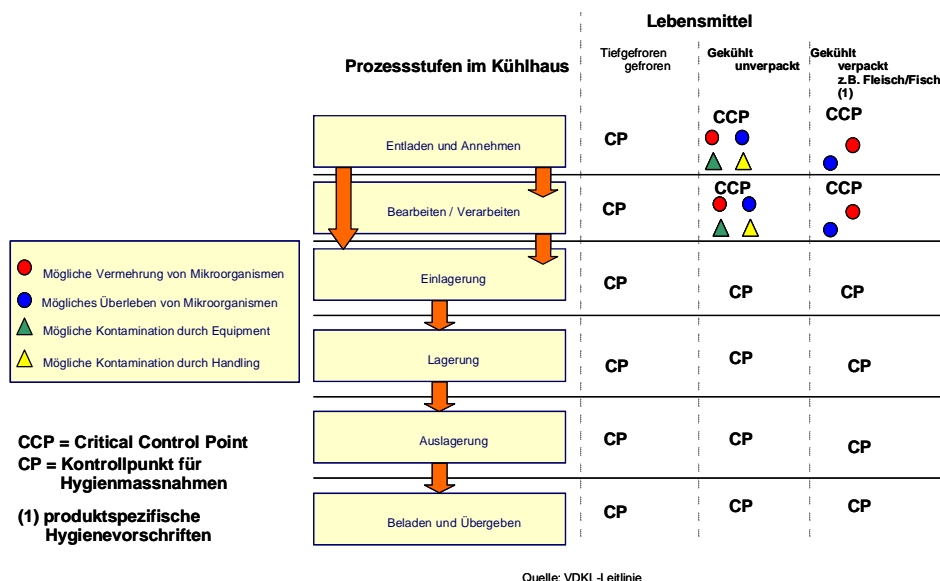 Lebensmittel
Prozessstufen im Kühlhaus
Tiefgefroren
gefroren
Gekühlt
unverpackt
Gekühlt
verpackt
z.B. Fleisch/Fisch
(1)
Entladen und Annehmen
CP
CCP
CCP
Bearbeiten / Verarbeiten
CP
CCP
CCP
Einlagerung
CP
CP
CP
Lagerung
CP
CP
CP
Auslagerung
CP
CP
CP
Beladen und Übergeben
CP
CP
CP
Mögliche Vermehrung von Mikroorganismen
Mögliches Überleben von Mikroorganismen
Mögliche Kontamination durch Equipment
Mögliche Kontamination durch Handling
CCP = Critical Control Point
CP = Kontrollpunkt für
Hygienmassnahmen
(1) produktspezifische
Hygienevorschriften
Quelle: VDKL-Leitlinie